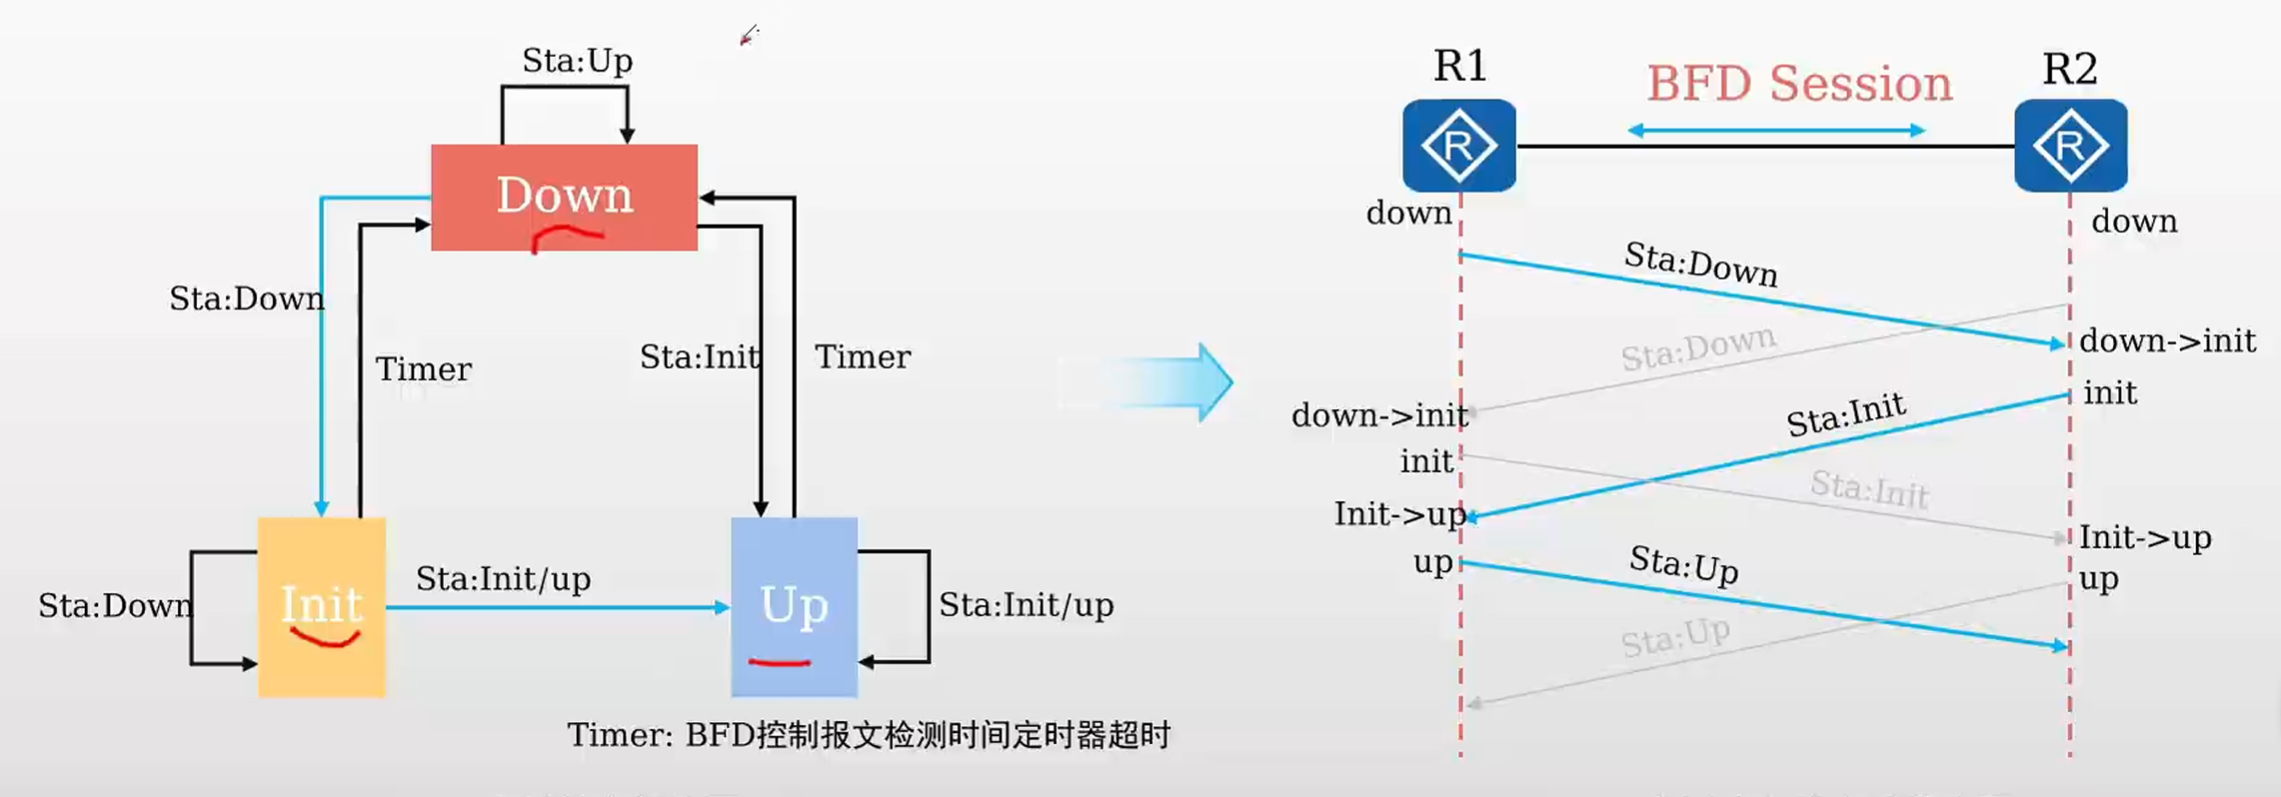 Sta:Up
Down
Sta:Down
Timer
Sta:Init
Timer
Sta:Down
Init
Sta:Init/up
Up
Sta:Init/up
Timer: BFD控制报文检测时间定时器超时
R1
BFD Session
R2
R
R
down
down
Sta:Down
Sta:Down
down->init
down->init
init
Sta:Init
init
Sta:Init
Init->up
Init->up
up
Sta:Up
up
Sta:Up